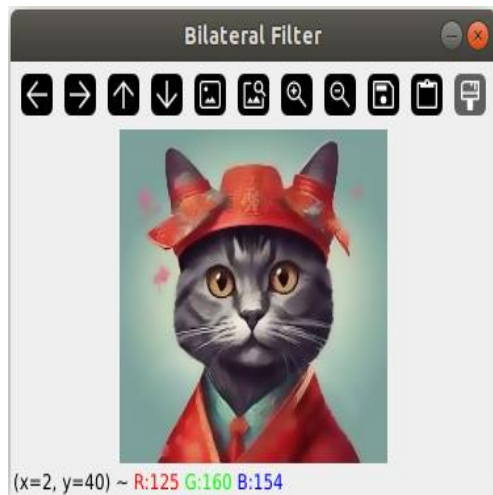 Bilateral Filter
(x=2, y=40) ~ R:125 G:160 B:154